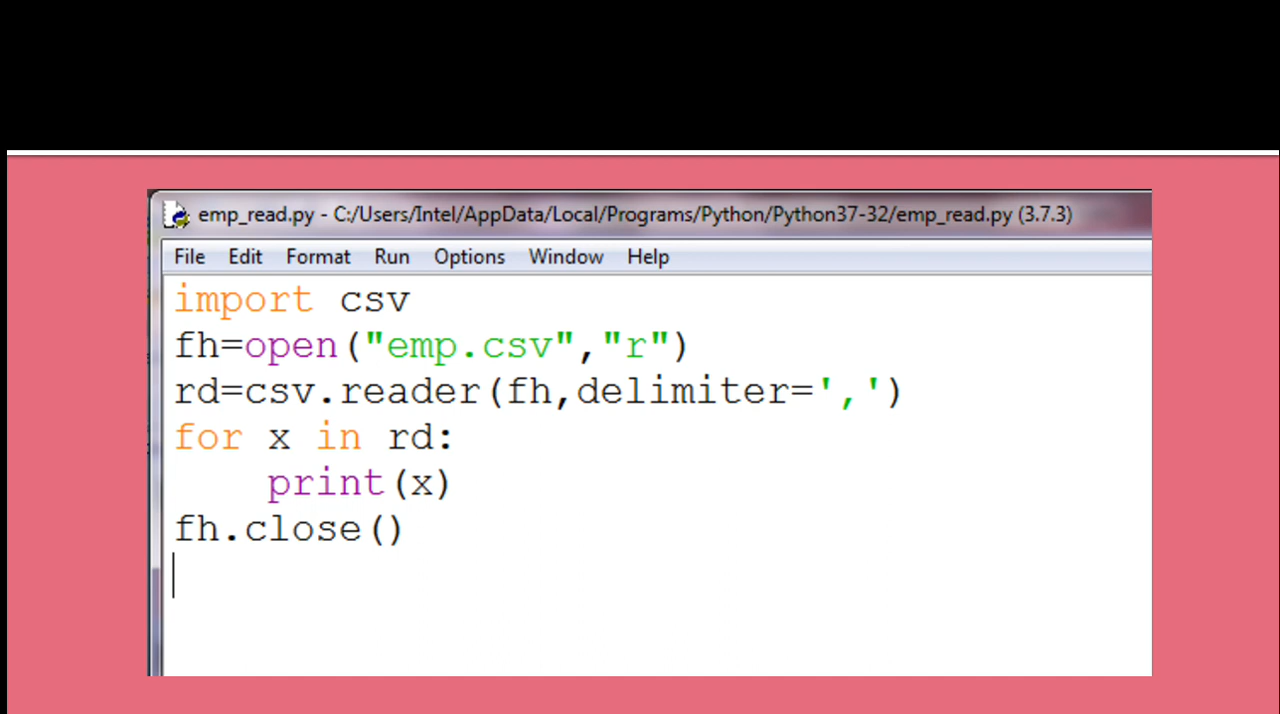 emp_read.py - C:/Users/Intel/AppData/Local/Programs/Python/Python37-32/emp_read.py (3.7.3)
File Edit Format Run Options Window Help
import csv
fh=open("emp.csv","r")
rd=csv.reader(fh,delimiter=',')
for x in rd:
    print(x)
fh.close()